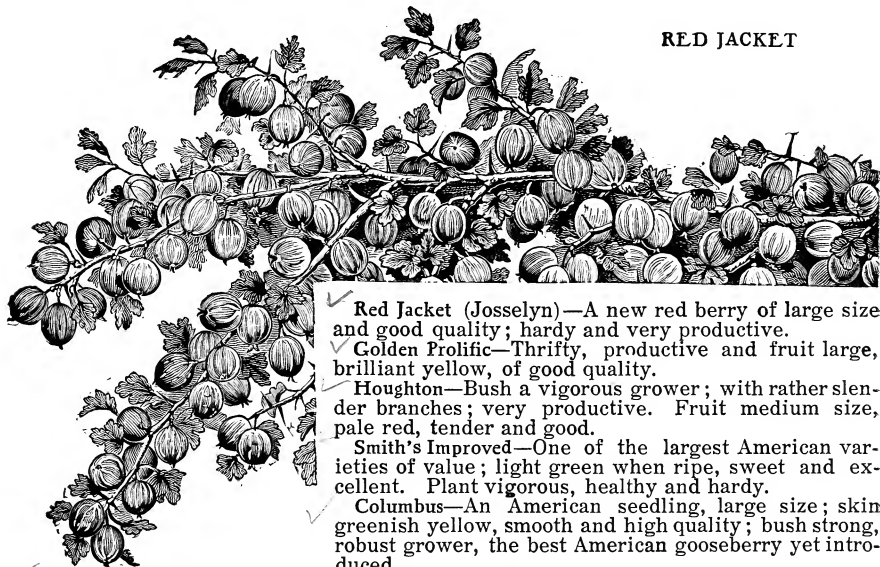 RED JACKET
Red Jacket (Josselyn)—A new red berry of large size
and good quality; hardy and very productive.
Golden Prolific—Thrifty, productive and fruit large,
brilliant yellow, of good quality.
Houghton—Bush a vigorous grower; with rather slen-
der branches; very productive. Fruit medium size,
pale red, tender and good.
Smith's Improved—One of the largest American var-
ieties of value; light green when ripe, sweet and ex-
cellent. Plant vigorous, healthy and hardy.
Columbus—An American seedling, large size; skin
greenish yellow, smooth and high quality; bush strong,
robust grower, the best American gooseberry yet intro-
duced.